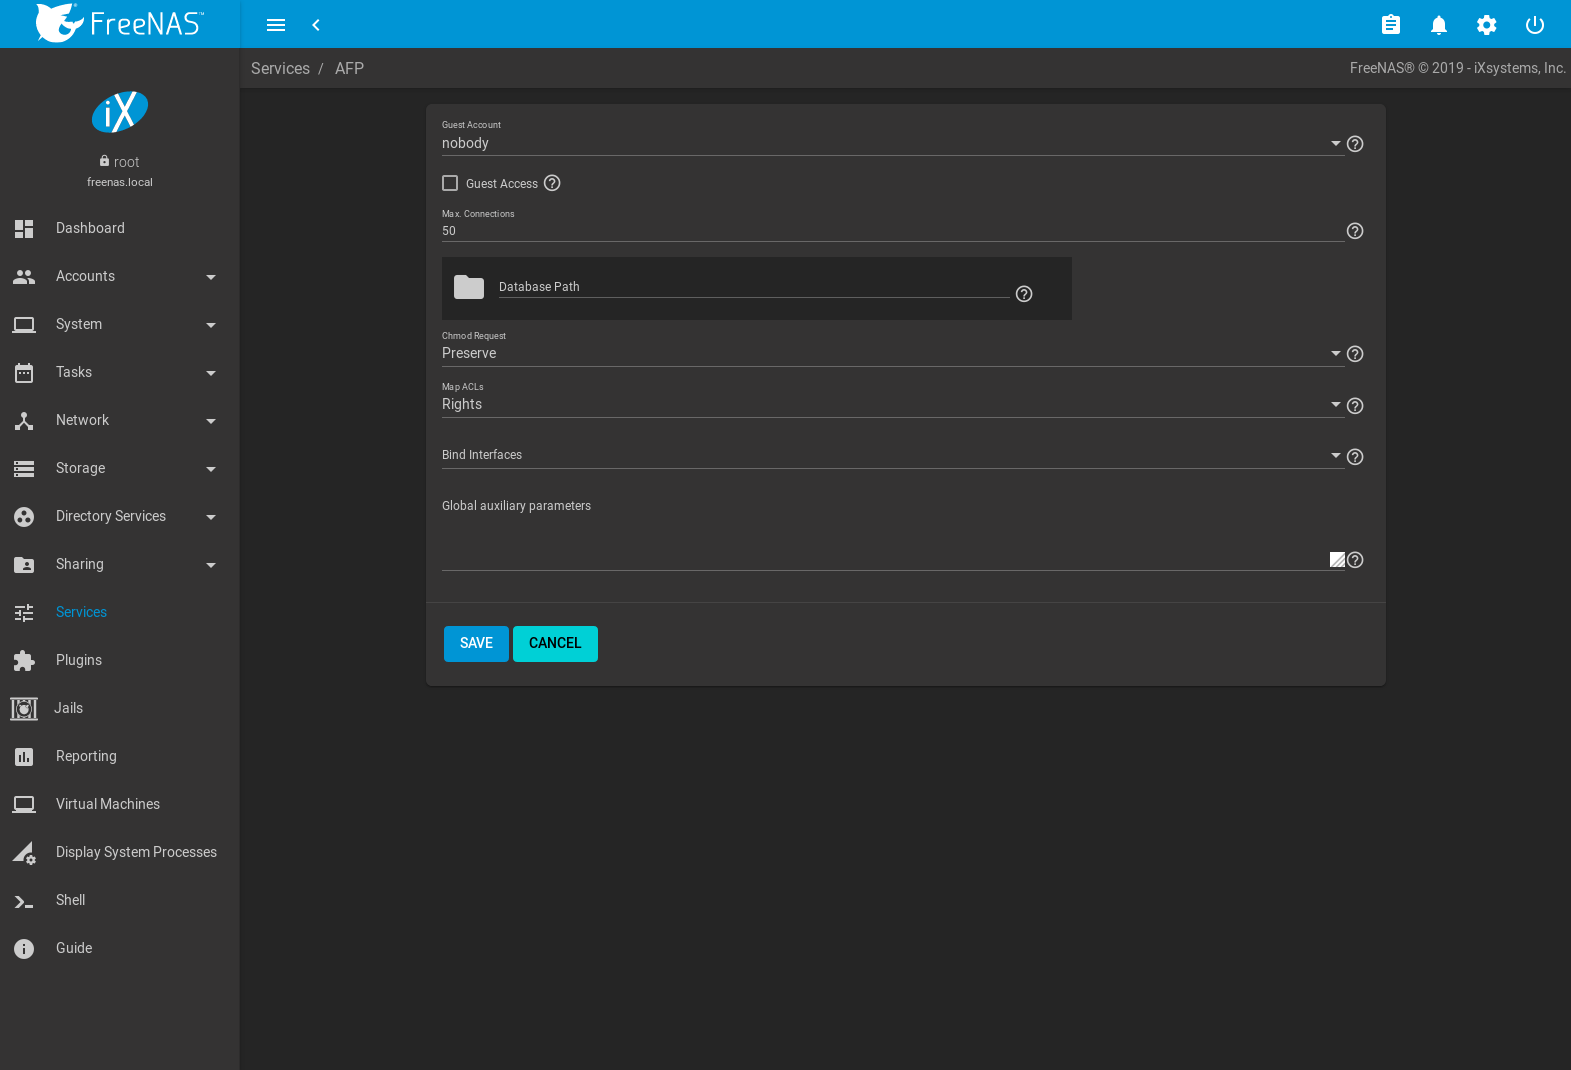 FreeNAS™
Services / AFP
FreeNAS® © 2019 - iXsystems, Inc.
iX
root
freenas.local
Dashboard
Accounts
System
Tasks
Network
Storage
Directory Services
Sharing
Services
Plugins
Jails
Reporting
Virtual Machines
Display System Processes
Shell
Guide
Guest Account
nobody
Guest Access
Max. Connections
50
Database Path
Chmod Request
Preserve
Map ACLs
Rights
Bind Interfaces
Global auxiliary parameters
SAVE CANCEL